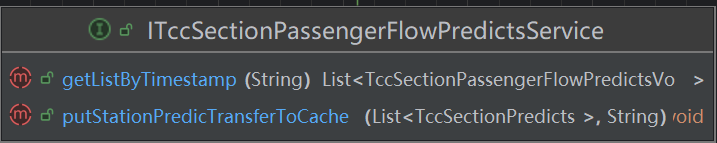 I ITccSectionPassengerFlowPredictsService
m getListByTimestamp (String) List<TccSectionPassengerFlowPredictsVo >
m putStationPredicTransferToCache (List<TccSectionPredicts >, String) void